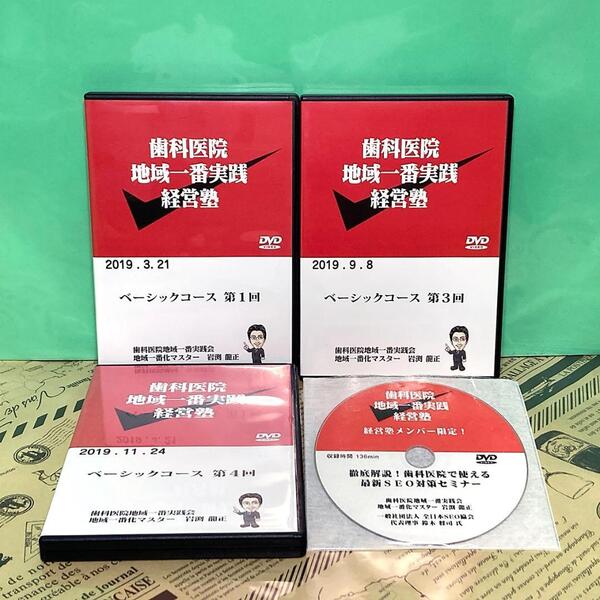 歯科医院
地域一番実践
経営塾
DVD
VIDEO
2019.3.21
ベーシックコース 第1回
歯科医院地域一番実践会
地域一番化マスター 岩渕 龍正
歯科医院
地域一番実践
経営塾
DVD
VIDEO
2019.9.8
ベーシックコース 第3回
歯科医院地域一番実践会
地域一番化マスター 岩渕 龍正
歯科医院
地域一番実践
経営塾
DVD
2019.11.24
ベーシックコース 第4回
歯科医院地域一番実践会
地域一番化マスター 岩渕 龍正
歯科医院
地域一番実践
経営塾
経営塾メンバー限定!
収録時間 136min
DVD
徹底解説!歯科医院で使える
最新SEO対策セミナー
歯科医院地域一番実践会
地域一番化マスター 岩渕 龍正
一般社団法人 全日本SEO協会
代表理事 鈴木 将司 氏